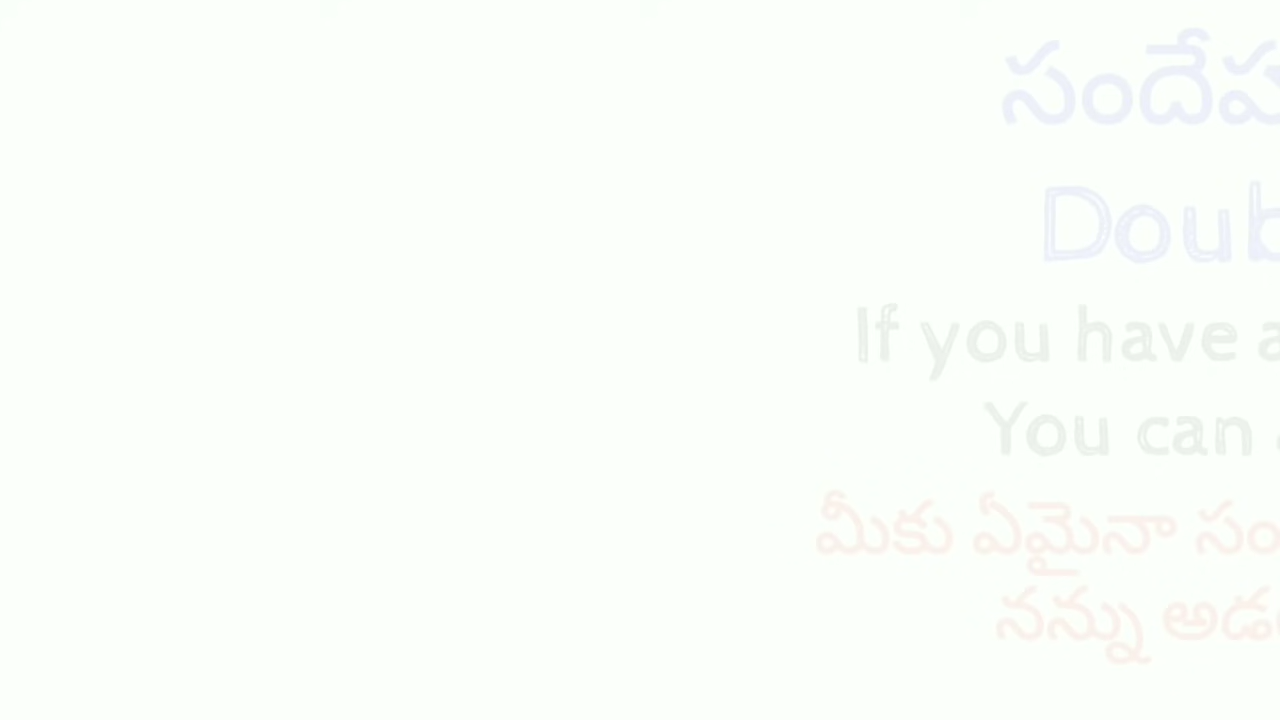 సందేహ
Doub
If you have a
You can
మీకు ఏమైనా సం
నన్ను అడ